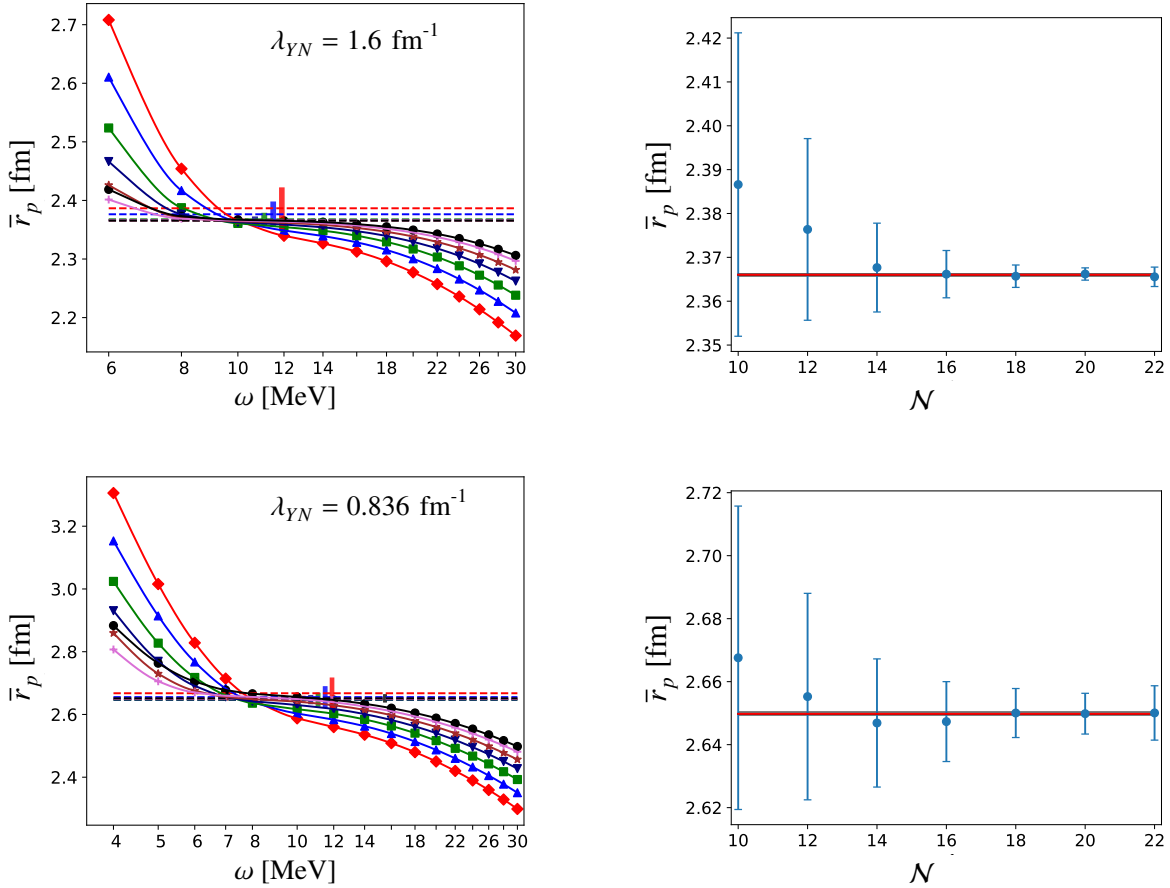 λ_YN = 1.6 fm⁻¹
2.7
2.6
2.5
2.4
2.3
2.2
r̅_p [fm]
6 8 10 12 14 18 22 26 30
ω [MeV]
2.42
2.41
2.40
2.39
2.38
2.37
2.36
2.35
r̅_p [fm]
10 12 14 16 18 20 22
𝒩
λ_YN = 0.836 fm⁻¹
3.2
3.0
2.8
2.6
2.4
r̅_p [fm]
4 5 6 7 8 10 12 14 18 22 26 30
ω [MeV]
2.72
2.70
2.68
2.66
2.64
2.62
r̅_p [fm]
10 12 14 16 18 20 22
𝒩